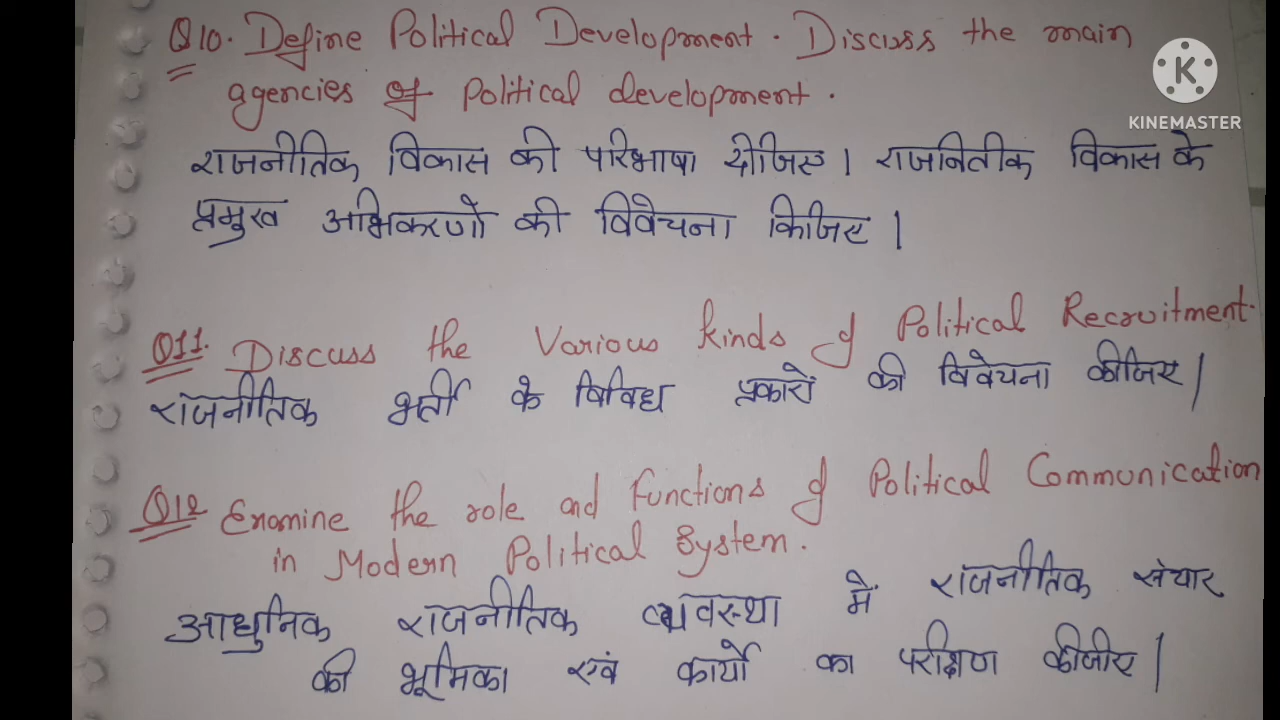 Q10. Define Political Development. Discuss the main
agencies of Political development.
KINEMASTER
राजनीतिक विकास की परिभाषा दीजिए। राजनितीक विकास के
प्रमुख अभिकरणों की विवेचना किजिए।
Q11. Discuss the Various kinds of Political Recruitment.
राजनीतिक भर्ती के विविध प्रकारों की विवेचना कीजिए।
Q12 Examine the role and functions of Political Communication
in Modern Political System.
आधुनिक राजनीतिक व्यवस्था में राजनीतिक संचार
की भूमिका एवं कार्यों का परीक्षण कीजीए।